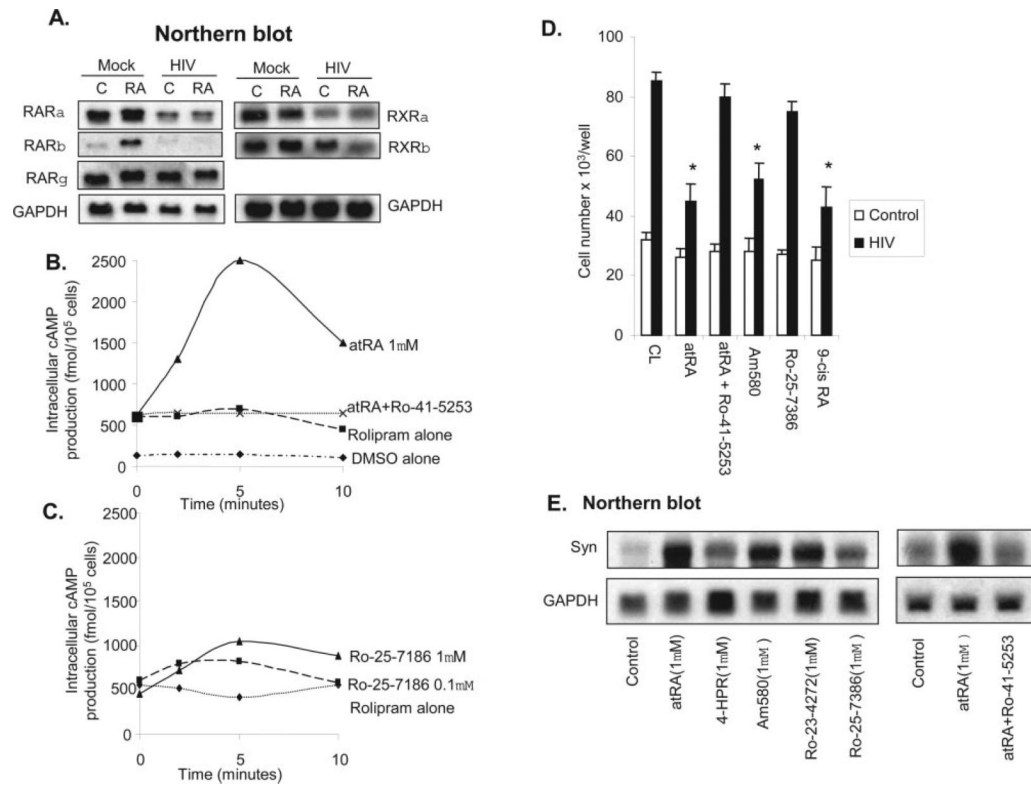 A.
Northern blot
Mock HIV
C RA C RA
Mock HIV
C RA C RA
RARa
RARb
RARg
GAPDH
RXRa
RXRb
GAPDH
B.
Intracellular cAMP
production (fmol/10⁵ cells)
2500
2000
1500
1000
500
0
0 5 10
Time (minutes)
atRA 1mM
atRA+Ro-41-5253
Rolipram alone
DMSO alone
C.
Intracellular cAMP
production (fmol/10⁵ cells)
2500
2000
1500
1000
500
0
0 5 10
Time (minutes)
Ro-25-7186 1mM
Ro-25-7186 0.1mM
Rolipram alone
D.
Cell number x 10³/well
100
80
60
40
20
0
* * *
CL
atRA
atRA + Ro-41-5253
Am580
Ro-25-7386
9-cis RA
Control
HIV
E. Northern blot
Syn
GAPDH
Control
atRA(1mM)
4-HPR(1mM)
Am580(1mM )
Ro-23-4272(1mM)
Ro-25-7386(1mM )
Control
atRA(1mM )
atRA+Ro-41-5253